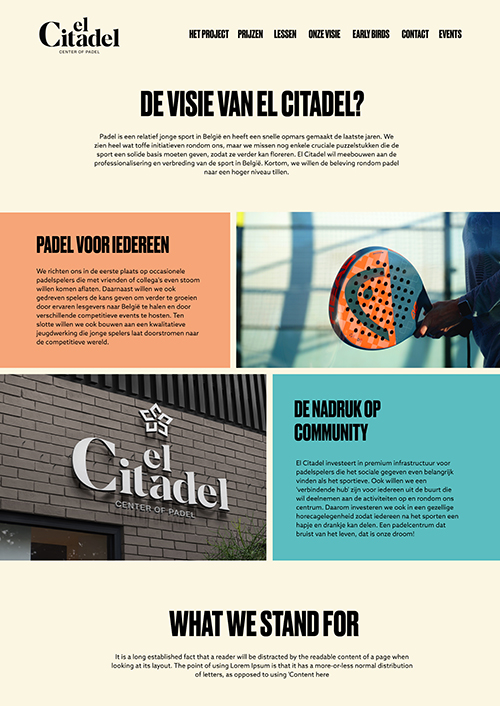 el
Citadel
CENTER OF PADEL
HET PROJECT PRIJZEN LESSEN ONZE VISIE EARLY BIRDS CONTACT EVENTS
DE VISIE VAN EL CITADEL?
Padel is een relatief jonge sport in België en heeft een snelle opmars gemaakt de laatste jaren. We
zien heel wat toffe initiatieven rondom ons, maar we missen nog enkele cruciale puzzelstukken die de
sport een solide basis moeten geven, zodat ze verder kan floreren. El Citadel wil meebouwen aan de
professionalisering en verbreding van de sport in België. Kortom, we willen de beleving rondom padel
naar een hoger niveau tillen.
PADEL VOOR IEDEREEN
We richten ons in de eerste plaats op occasionele
padelspelers die met vrienden of collega's even stoom
willen komen aflaten. Daarnaast willen we ook
gedreven spelers de kans geven om verder te groeien
door ervaren lesgevers naar België te halen en door
verschillende competitieve events te hosten. Ten
slotte willen we ook bouwen aan een kwalitatieve
jeugdwerking die jonge spelers laat doorstromen naar
de competitieve wereld.
el
Citadel
CENTER OF PADEL
DE NADRUK OP
COMMUNITY
El Citadel investeert in premium infrastructuur voor
padelspelers die het sociale gegeven even belangrijk
vinden als het sportieve. Ook willen we een
'verbindende hub' zijn voor iedereen uit de buurt die
wil deelnemen aan de activiteiten op en rondom ons
centrum. Daarom investeren we ook in een gezellige
horecagelegenheid zodat iedereen na het sporten een
hapje en drankje kan delen. Een padelcentrum dat
bruist van het leven, dat is onze droom!
WHAT WE STAND FOR
It is a long established fact that a reader will be distracted by the readable content of a page when
looking at its layout. The point of using Lorem Ipsum is that it has a more-or-less normal distribution
of letters, as opposed to using 'Content here